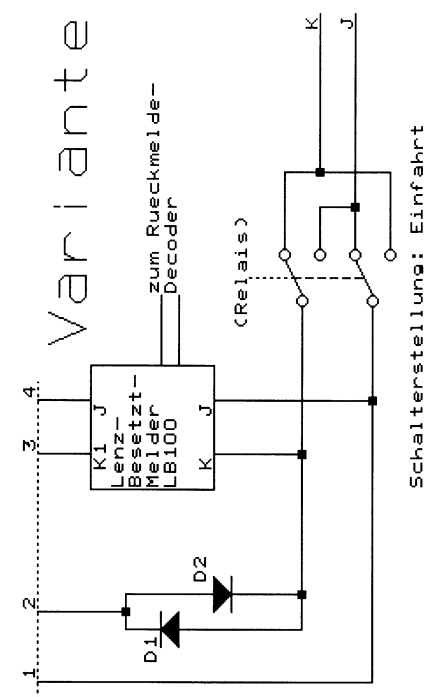 Variante
1
2
3
4
K1 J
Lenz-
Besetzt-
Melder
LB100
K J
zum Rueckmelde-
Decoder
D1
D2
(Relais)
K
J
Schalterstellung: Einfahrt